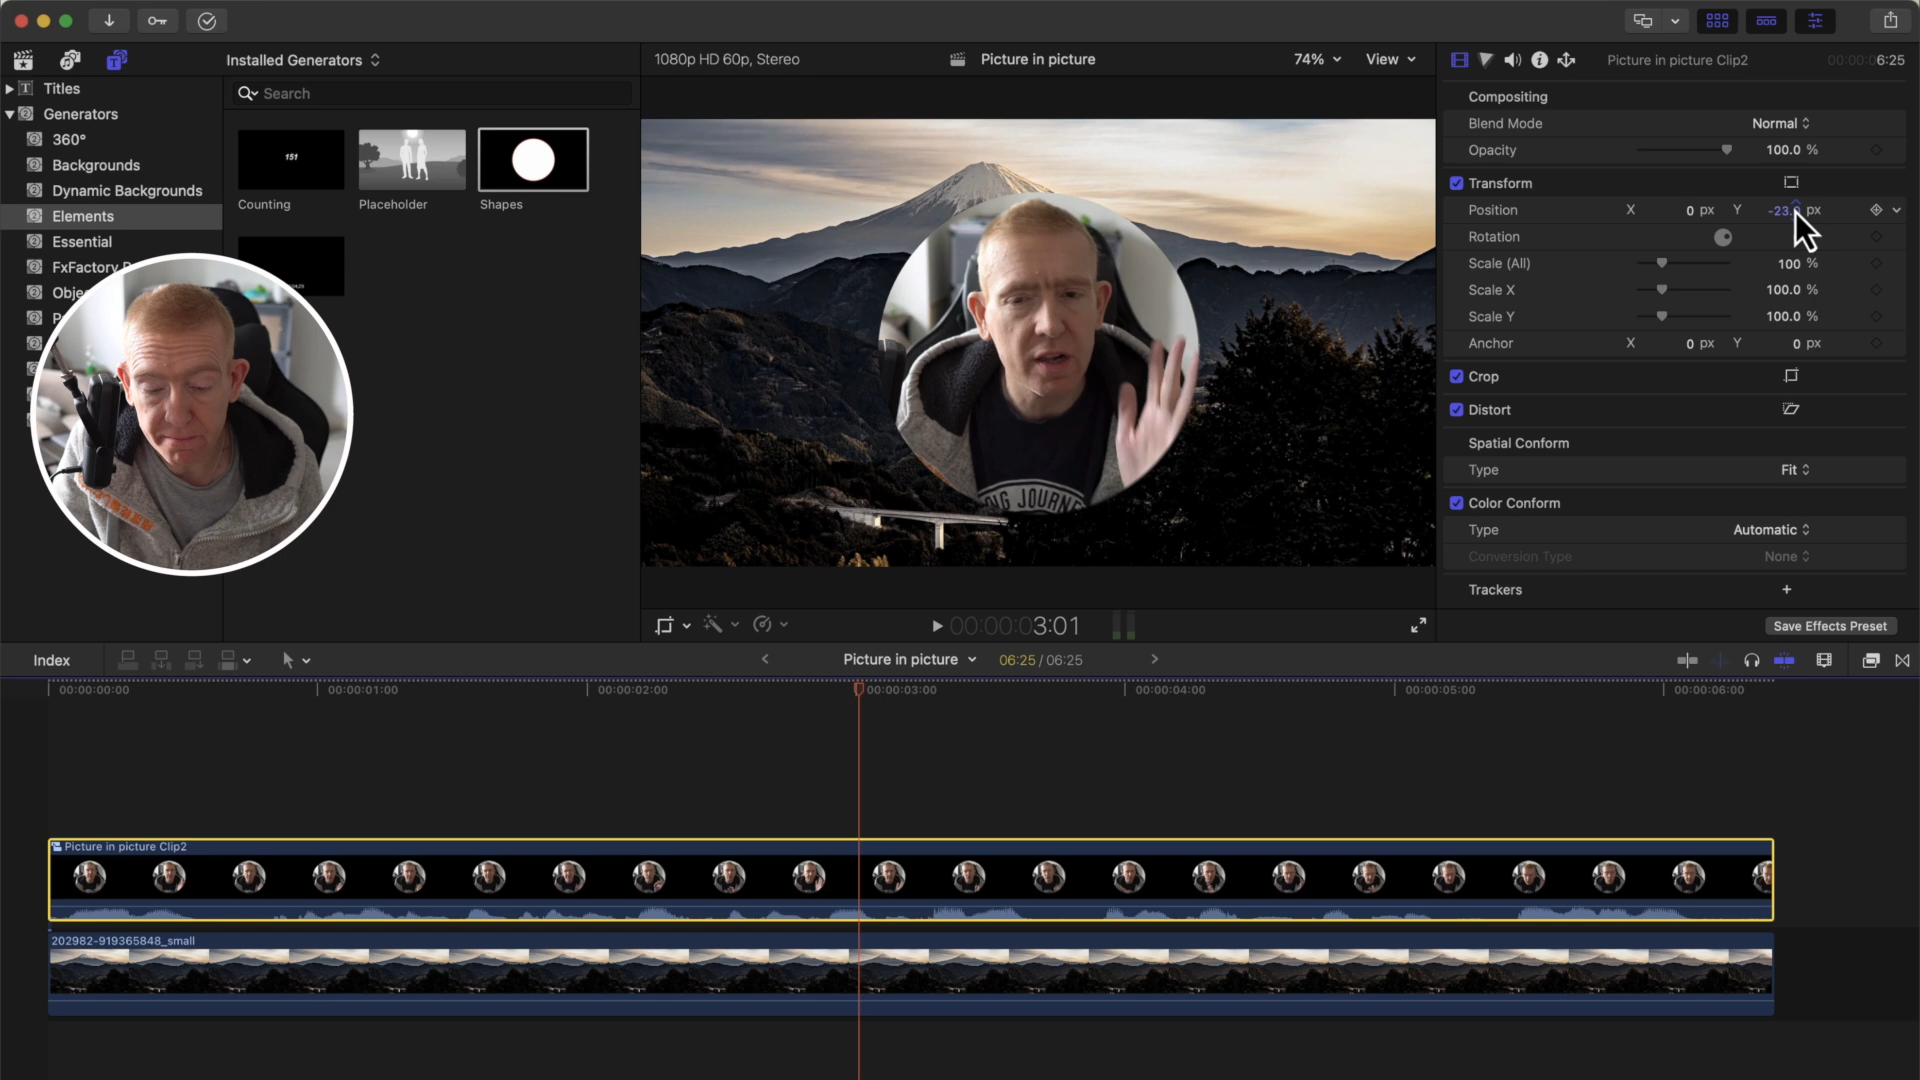 Installed Generators
1080p HD 60p, Stereo
Picture in picture
74%
View
Picture in picture Clip2
00:00:06:25
Titles
Generators
360°
Backgrounds
Dynamic Backgrounds
Elements
Essential
FxFactory
Search
151
Counting
Placeholder
Shapes
Compositing
Blend Mode
Normal
Opacity
100.0 %
Transform
Position
X
0 px
Y
px
Rotation
Scale (All)
100 %
Scale X
100.0 %
Scale Y
100.0 %
Anchor
X
0 px
Y
0 px
Crop
Distort
Spatial Conform
Type
Fit
Color Conform
Type
Automatic
Conversion Type
None
Trackers
+
Save Effects Preset
00:00:03:01
Index
Picture in picture
06:25 / 06:25
00:00:00:00
00:00:01:00
00:00:02:00
00:00:03:00
00:00:04:00
00:00:05:00
00:00:06:00
Picture in picture Clip2
202982-919365848_small